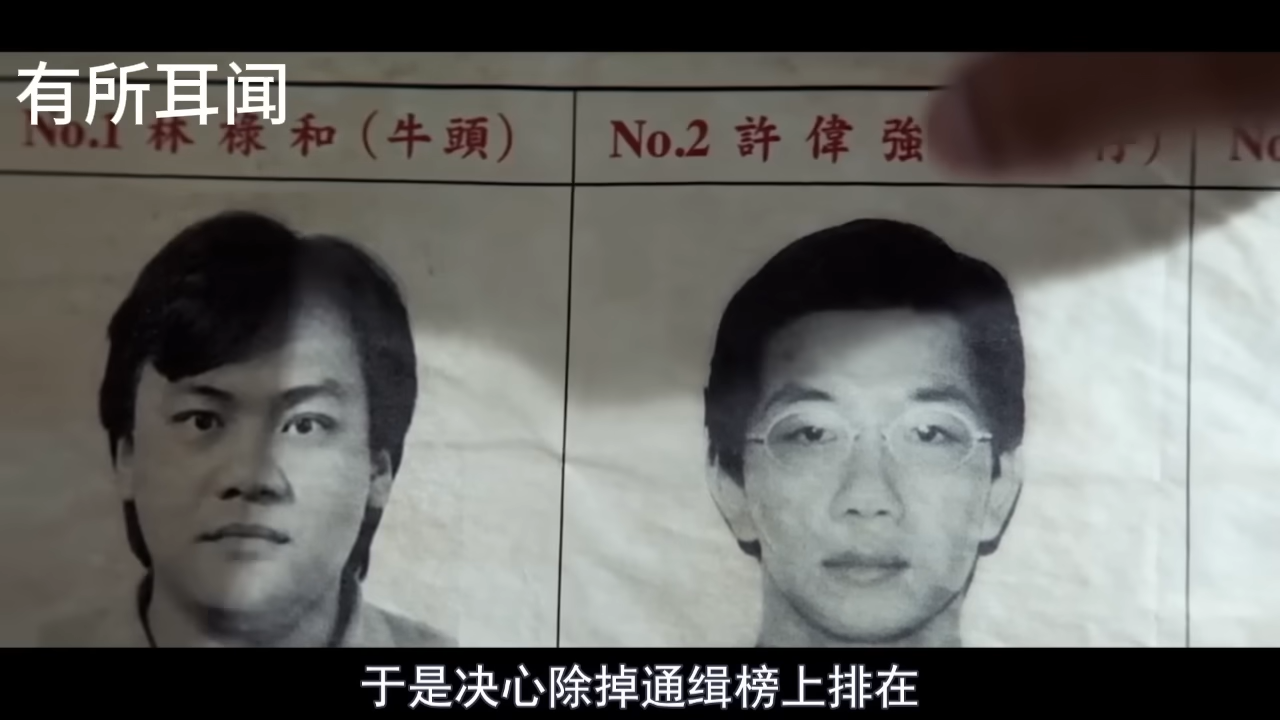 有所耳闻
No.1 林祿和（牛頭）
No.2 許偉強
No
于是决心除掉通缉榜上排在